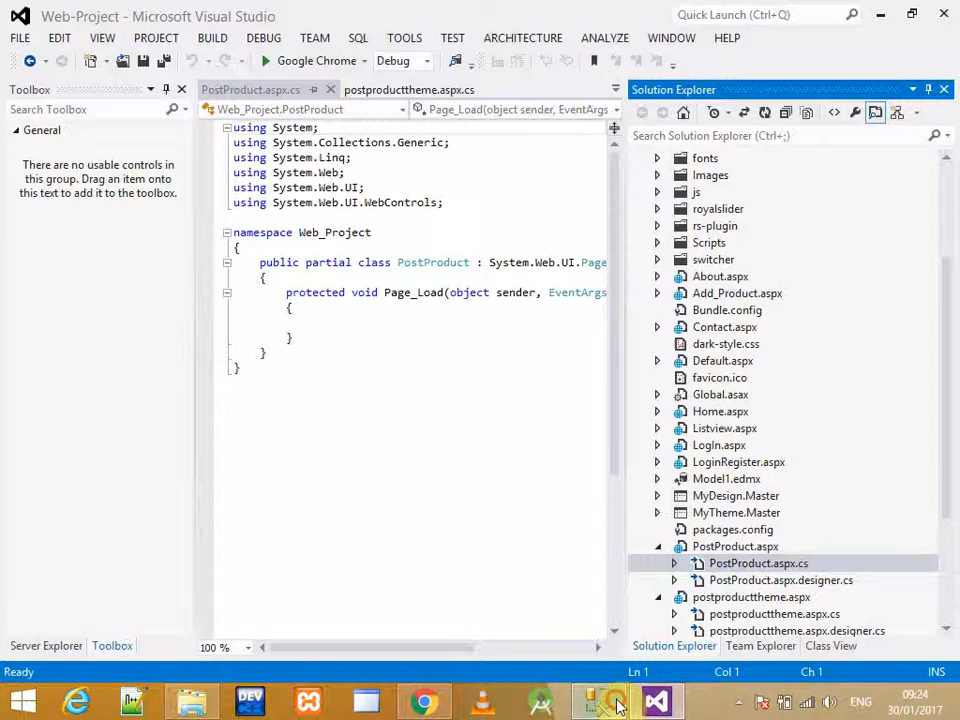 Web-Project - Microsoft Visual Studio
Quick Launch (Ctrl+Q)
FILE EDIT VIEW PROJECT BUILD DEBUG TEAM SQL TOOLS TEST ARCHITECTURE ANALYZE WINDOW HELP
Google Chrome Debug
Toolbox
Search Toolbox
General
There are no usable controls in
this group. Drag an item onto
this text to add it to the toolbox.
Server Explorer Toolbox
PostProduct.aspx.cs postproducttheme.aspx.cs
Web_Project.PostProduct Page_Load(object sender, EventArgs
using System;
using System.Collections.Generic;
using System.Linq;
using System.Web;
using System.Web.UI;
using System.Web.UI.WebControls;
namespace Web_Project
{
public partial class PostProduct : System.Web.UI.Page
{
protected void Page_Load(object sender, EventArgs
{
}
}
}
100 %
Solution Explorer
Search Solution Explorer (Ctrl+;)
fonts
Images
js
royalslider
rs-plugin
Scripts
switcher
About.aspx
Add_Product.aspx
Bundle.config
Contact.aspx
dark-style.css
Default.aspx
favicon.ico
Global.asax
Home.aspx
Listview.aspx
LogIn.aspx
LoginRegister.aspx
Model1.edmx
MyDesign.Master
MyTheme.Master
packages.config
PostProduct.aspx
PostProduct.aspx.cs
PostProduct.aspx.designer.cs
postproducttheme.aspx
postproducttheme.aspx.cs
postproducttheme.aspx.designer.cs
Solution Explorer Team Explorer Class View
Ready Ln 1 Col 1 Ch 1 INS
DEV
ENG
09:24
30/01/2017